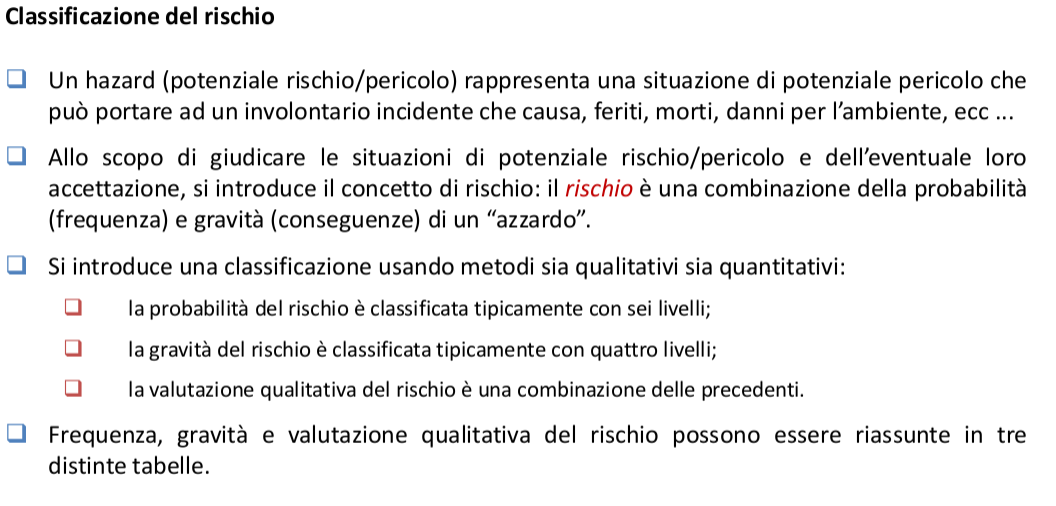 Classificazione del rischio
Un hazard (potenziale rischio/pericolo) rappresenta una situazione di potenziale pericolo che
può portare ad un involontario incidente che causa, feriti, morti, danni per l’ambiente, ecc ...
Allo scopo di giudicare le situazioni di potenziale rischio/pericolo e dell’eventuale loro
accettazione, si introduce il concetto di rischio: il rischio è una combinazione della probabilità
(frequenza) e gravità (conseguenze) di un “azzardo”.
Si introduce una classificazione usando metodi sia qualitativi sia quantitativi:
la probabilità del rischio è classificata tipicamente con sei livelli;
la gravità del rischio è classificata tipicamente con quattro livelli;
la valutazione qualitativa del rischio è una combinazione delle precedenti.
Frequenza, gravità e valutazione qualitativa del rischio possono essere riassunte in tre
distinte tabelle.